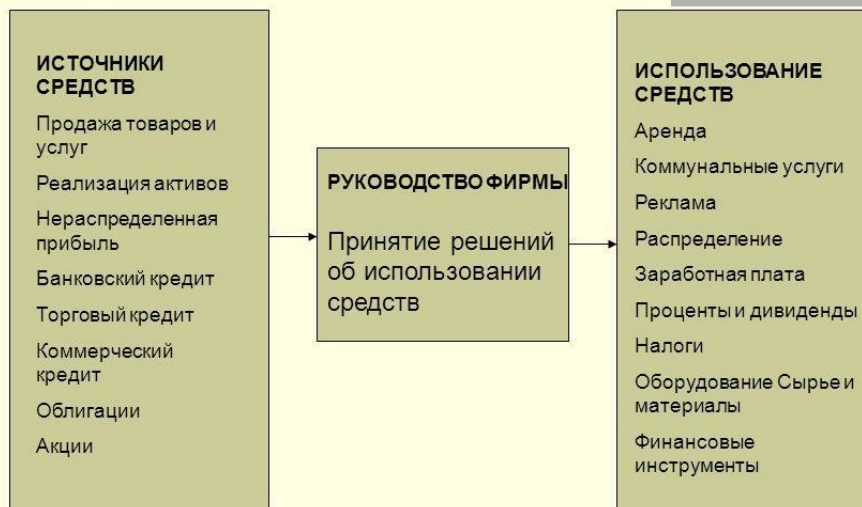 ИСТОЧНИКИ
СРЕДСТВ
Продажа товаров и
услуг
Реализация активов
Нераспределенная
прибыль
Банковский кредит
Торговый кредит
Коммерческий
кредит
Облигации
Акции
РУКОВОДСТВО ФИРМЫ
Принятие решений
об использовании
средств
ИСПОЛЬЗОВАНИЕ
СРЕДСТВ
Аренда
Коммунальные услуги
Реклама
Распределение
Заработная плата
Проценты и дивиденды
Налоги
Оборудование Сырье и
материалы
Финансовые
инструменты